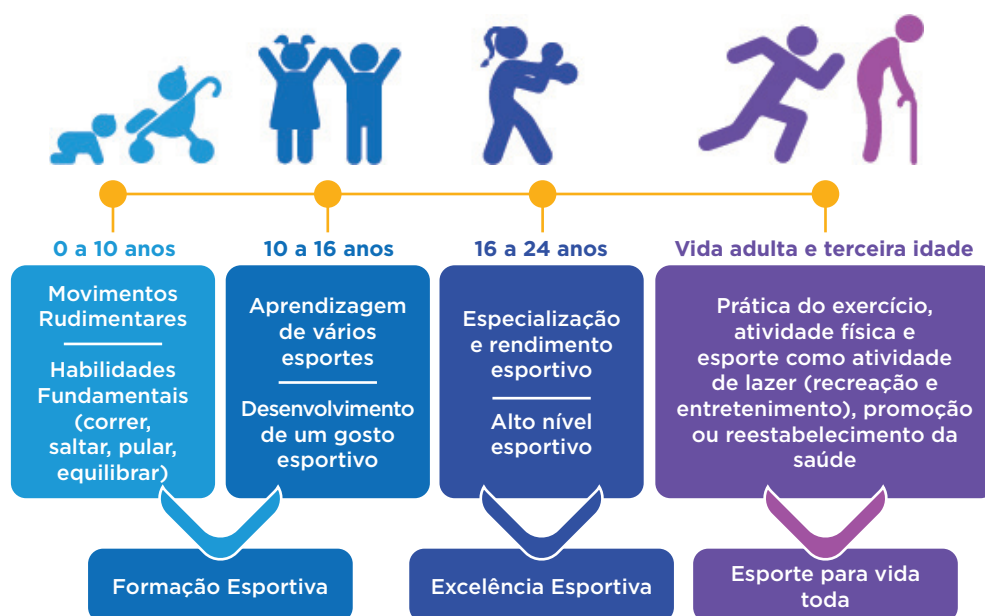 0 a 10 anos
Movimentos
Rudimentares
Habilidades
Fundamentais
(correr,
saltar, pular,
equilibrar)
10 a 16 anos
Aprendizagem
de vários
esportes
Desenvolvimento
de um gosto
esportivo
16 a 24 anos
Especialização
e rendimento
esportivo
Alto nível
esportivo
Vida adulta e terceira idade
Prática do exercício,
atividade física e
esporte como atividade
de lazer (recreação e
entretenimento), promoção
ou reestabelecimento da
saúde
Formação Esportiva
Excelência Esportiva
Esporte para vida
toda